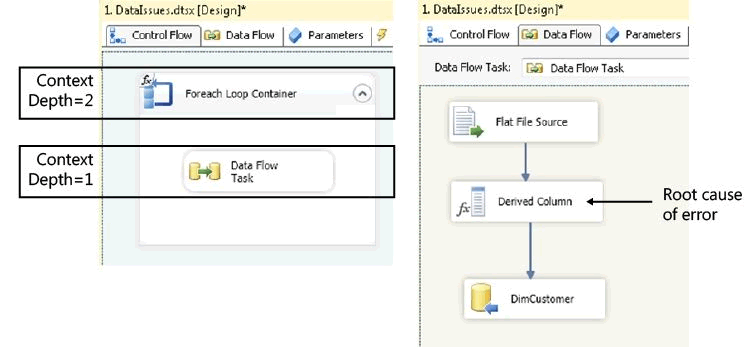 1. DataIssues.dtsx [Design]*
Control Flow
Data Flow
Parameters
Context
Depth=2
fx
Foreach Loop Container
Context
Depth=1
Data Flow
Task
1. DataIssues.dtsx [Design]*
Control Flow
Data Flow
Parameters
Data Flow Task:
Data Flow Task
Flat File Source
fx
Derived Column
Root cause
of error
DimCustomer